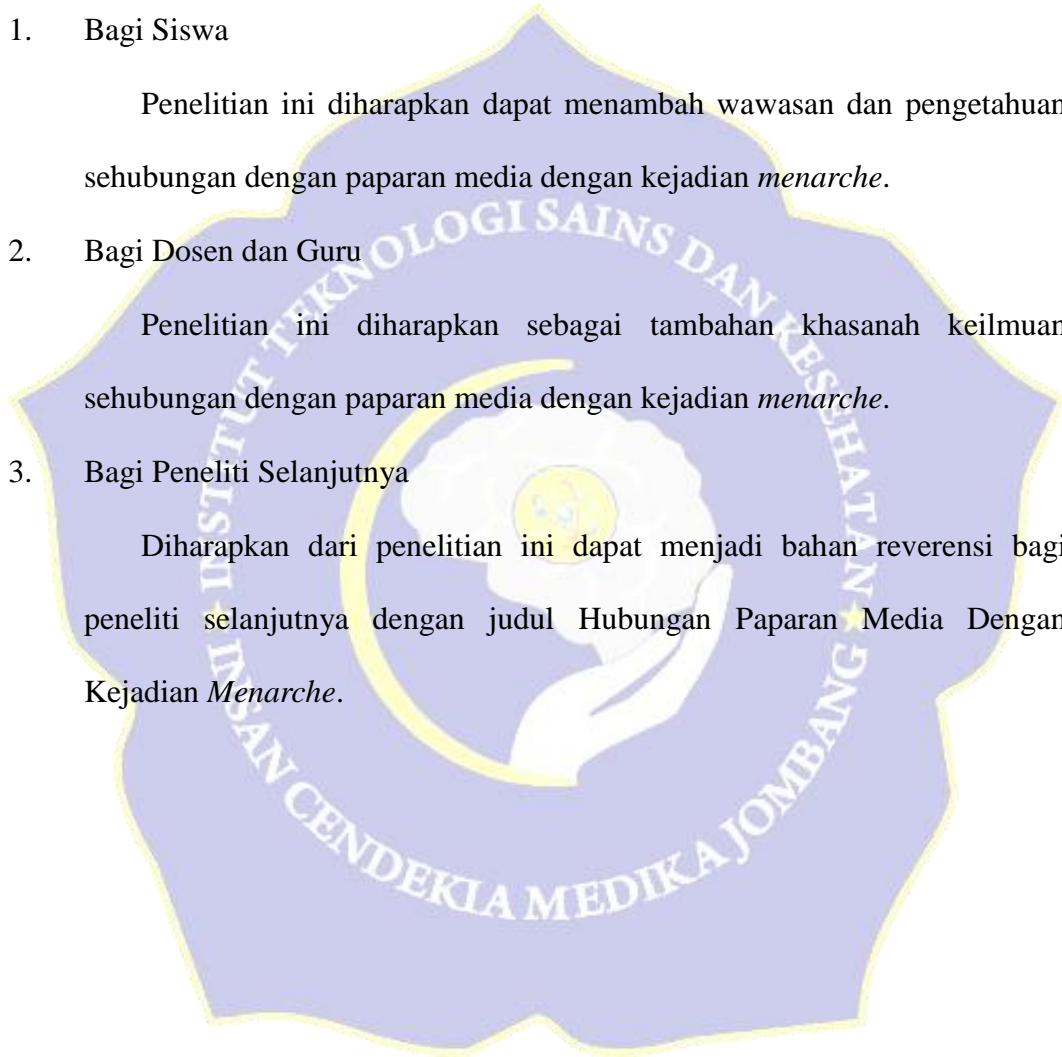 1. Bagi Siswa
Penelitian ini diharapkan dapat menambah wawasan dan pengetahuan
sehubungan dengan paparan media dengan kejadian menarche.
2. Bagi Dosen dan Guru
Penelitian ini diharapkan sebagai tambahan khasanah keilmuan
sehubungan dengan paparan media dengan kejadian menarche.
3. Bagi Peneliti Selanjutnya
Diharapkan dari penelitian ini dapat menjadi bahan reverensi bagi
peneliti selanjutnya dengan judul Hubungan Paparan Media Dengan
Kejadian Menarche.
INSTITUT TEKNOLOGI SAINS DAN KESEHATAN
INSAN CENDEKIA MEDIKA JOMBANG